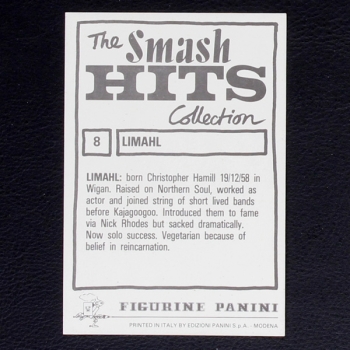 The Smash
HITS
Collection
8 LIMAHL
LIMAHL: born Christopher Hamill 19/12/58 in
Wigan. Raised on Northern Soul, worked as
actor and joined string of short lived bands
before Kajagoogoo. Introduced them to fame
via Nick Rhodes but sacked dramatically.
Now solo success. Vegetarian because of
belief in reincarnation.
FIGURINE PANINI
PRINTED IN ITALY BY EDIZIONI PANINI S.p.A. - MODENA